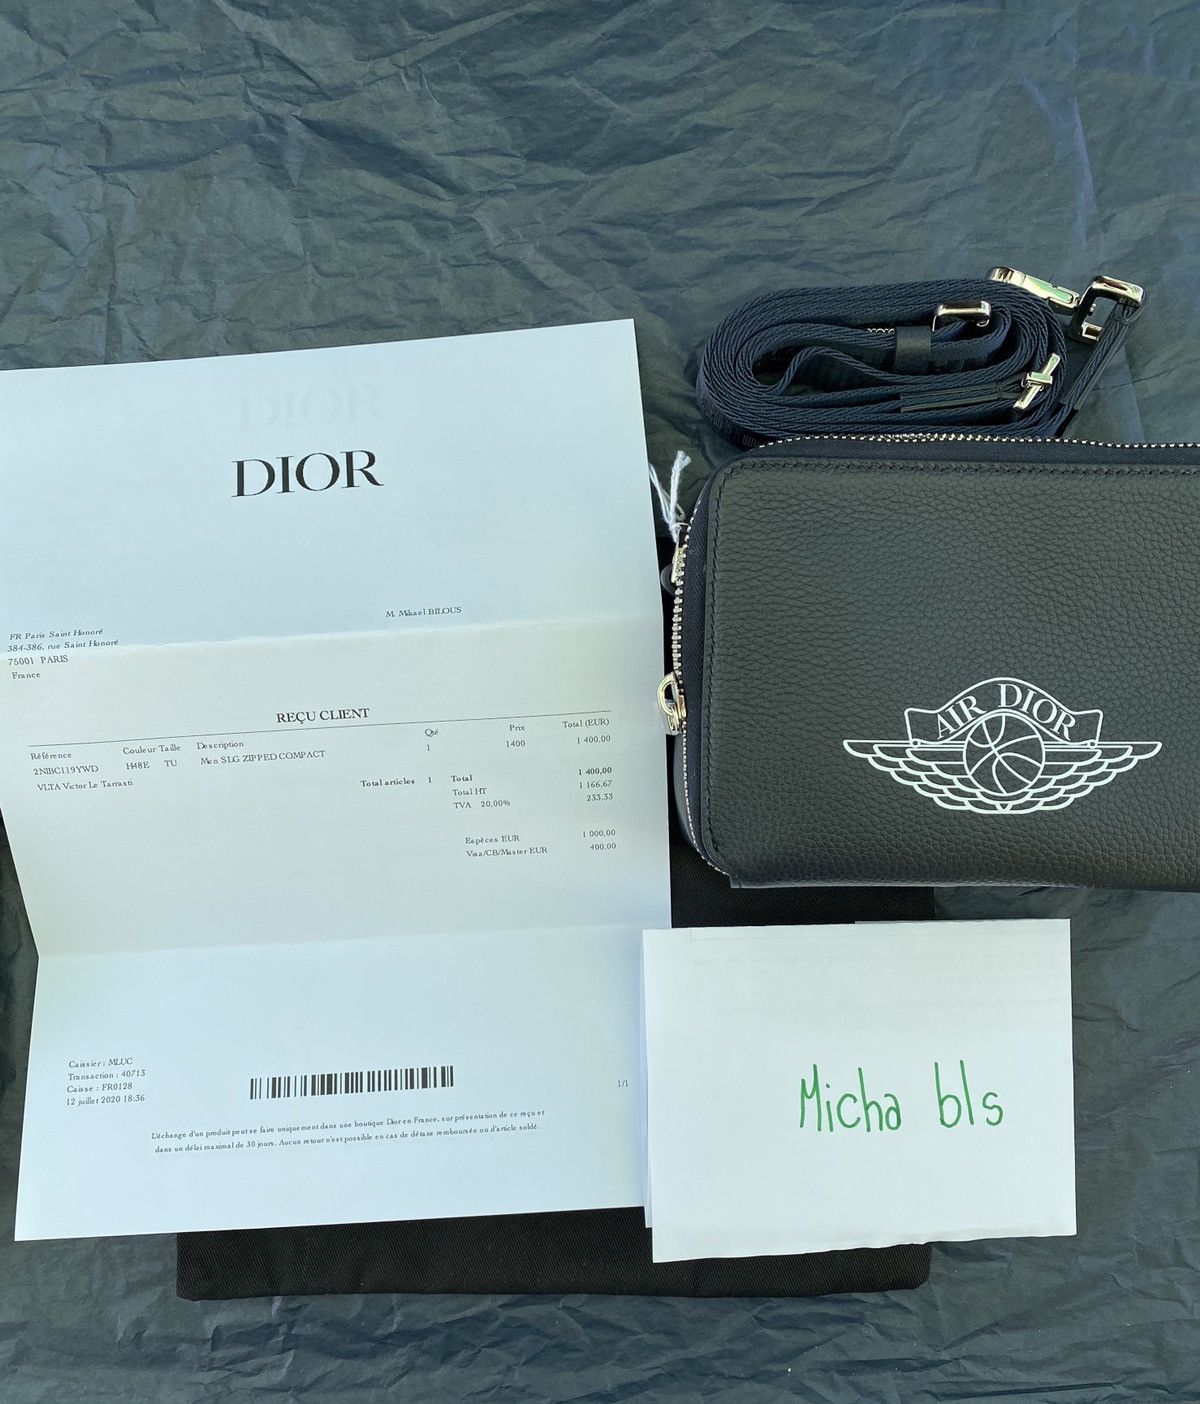 DIOR
M. Mikael BILOUS
FR Paris Saint Honoré
384-386, rue Saint Honoré
75001 PARIS
France
REÇU CLIENT
Référence Couleur Taille Description Qté Prix Total (EUR)
2NIBC119YWD H48E TU Men SLG ZIPPED COMPACT 1 1400 1 400,00
VLTA Victor Le Tarrasti
Total articles 1 Total 1 400,00
Total HT 1 166,67
TVA 20,00% 233,33
Espèces EUR 1 000,00
Visa/CB/Master EUR 400,00
Caissier : MLUC
Transaction : 40713
Caisse : FR0128
12 juillet 2020 18:36
1/1
L'échange d'un produit peut se faire uniquement dans une boutique Dior en France, sur présentation de ce reçu et
dans un délai maximal de 30 jours. Aucun retour n'est possible en cas de détaxe remboursée ou d'article soldé.
AIR DIOR
Micha bls